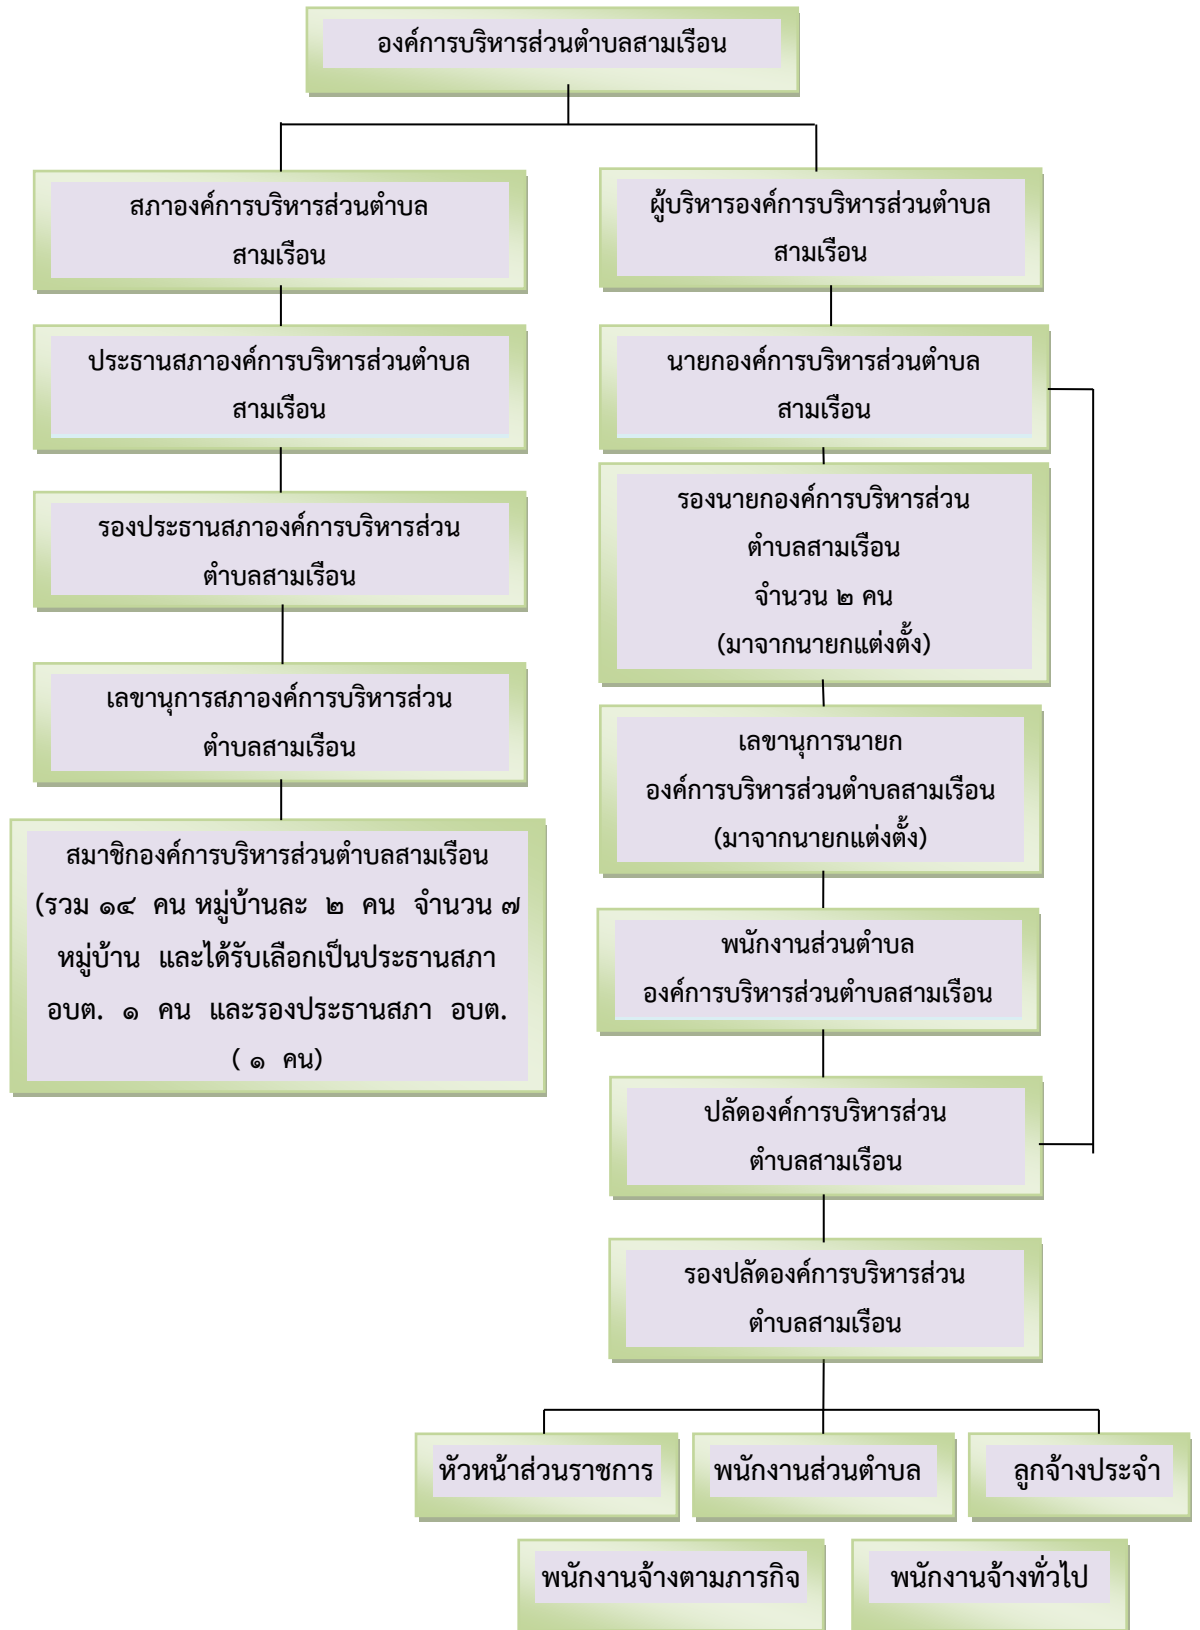 องค์การบริหารส่วนตำบลสามเรือน
สภาองค์การบริหารส่วนตำบล
สามเรือน
ประธานสภาองค์การบริหารส่วนตำบล
สามเรือน
รองประธานสภาองค์การบริหารส่วน
ตำบลสามเรือน
เลขานุการสภาองค์การบริหารส่วน
ตำบลสามเรือน
สมาชิกองค์การบริหารส่วนตำบลสามเรือน
(รวม ๑๔ คน หมู่บ้านละ ๒ คน จำนวน ๗
หมู่บ้าน และได้รับเลือกเป็นประธานสภา
อบต. ๑ คน และรองประธานสภา อบต.
( ๑ คน)
ผู้บริหารองค์การบริหารส่วนตำบล
สามเรือน
นายกองค์การบริหารส่วนตำบล
สามเรือน
รองนายกองค์การบริหารส่วน
ตำบลสามเรือน
จำนวน ๒ คน
(มาจากนายกแต่งตั้ง)
เลขานุการนายก
องค์การบริหารส่วนตำบลสามเรือน
(มาจากนายกแต่งตั้ง)
พนักงานส่วนตำบล
องค์การบริหารส่วนตำบลสามเรือน
ปลัดองค์การบริหารส่วน
ตำบลสามเรือน
รองปลัดองค์การบริหารส่วน
ตำบลสามเรือน
หัวหน้าส่วนราชการ
พนักงานส่วนตำบล
ลูกจ้างประจำ
พนักงานจ้างตามภารกิจ
พนักงานจ้างทั่วไป